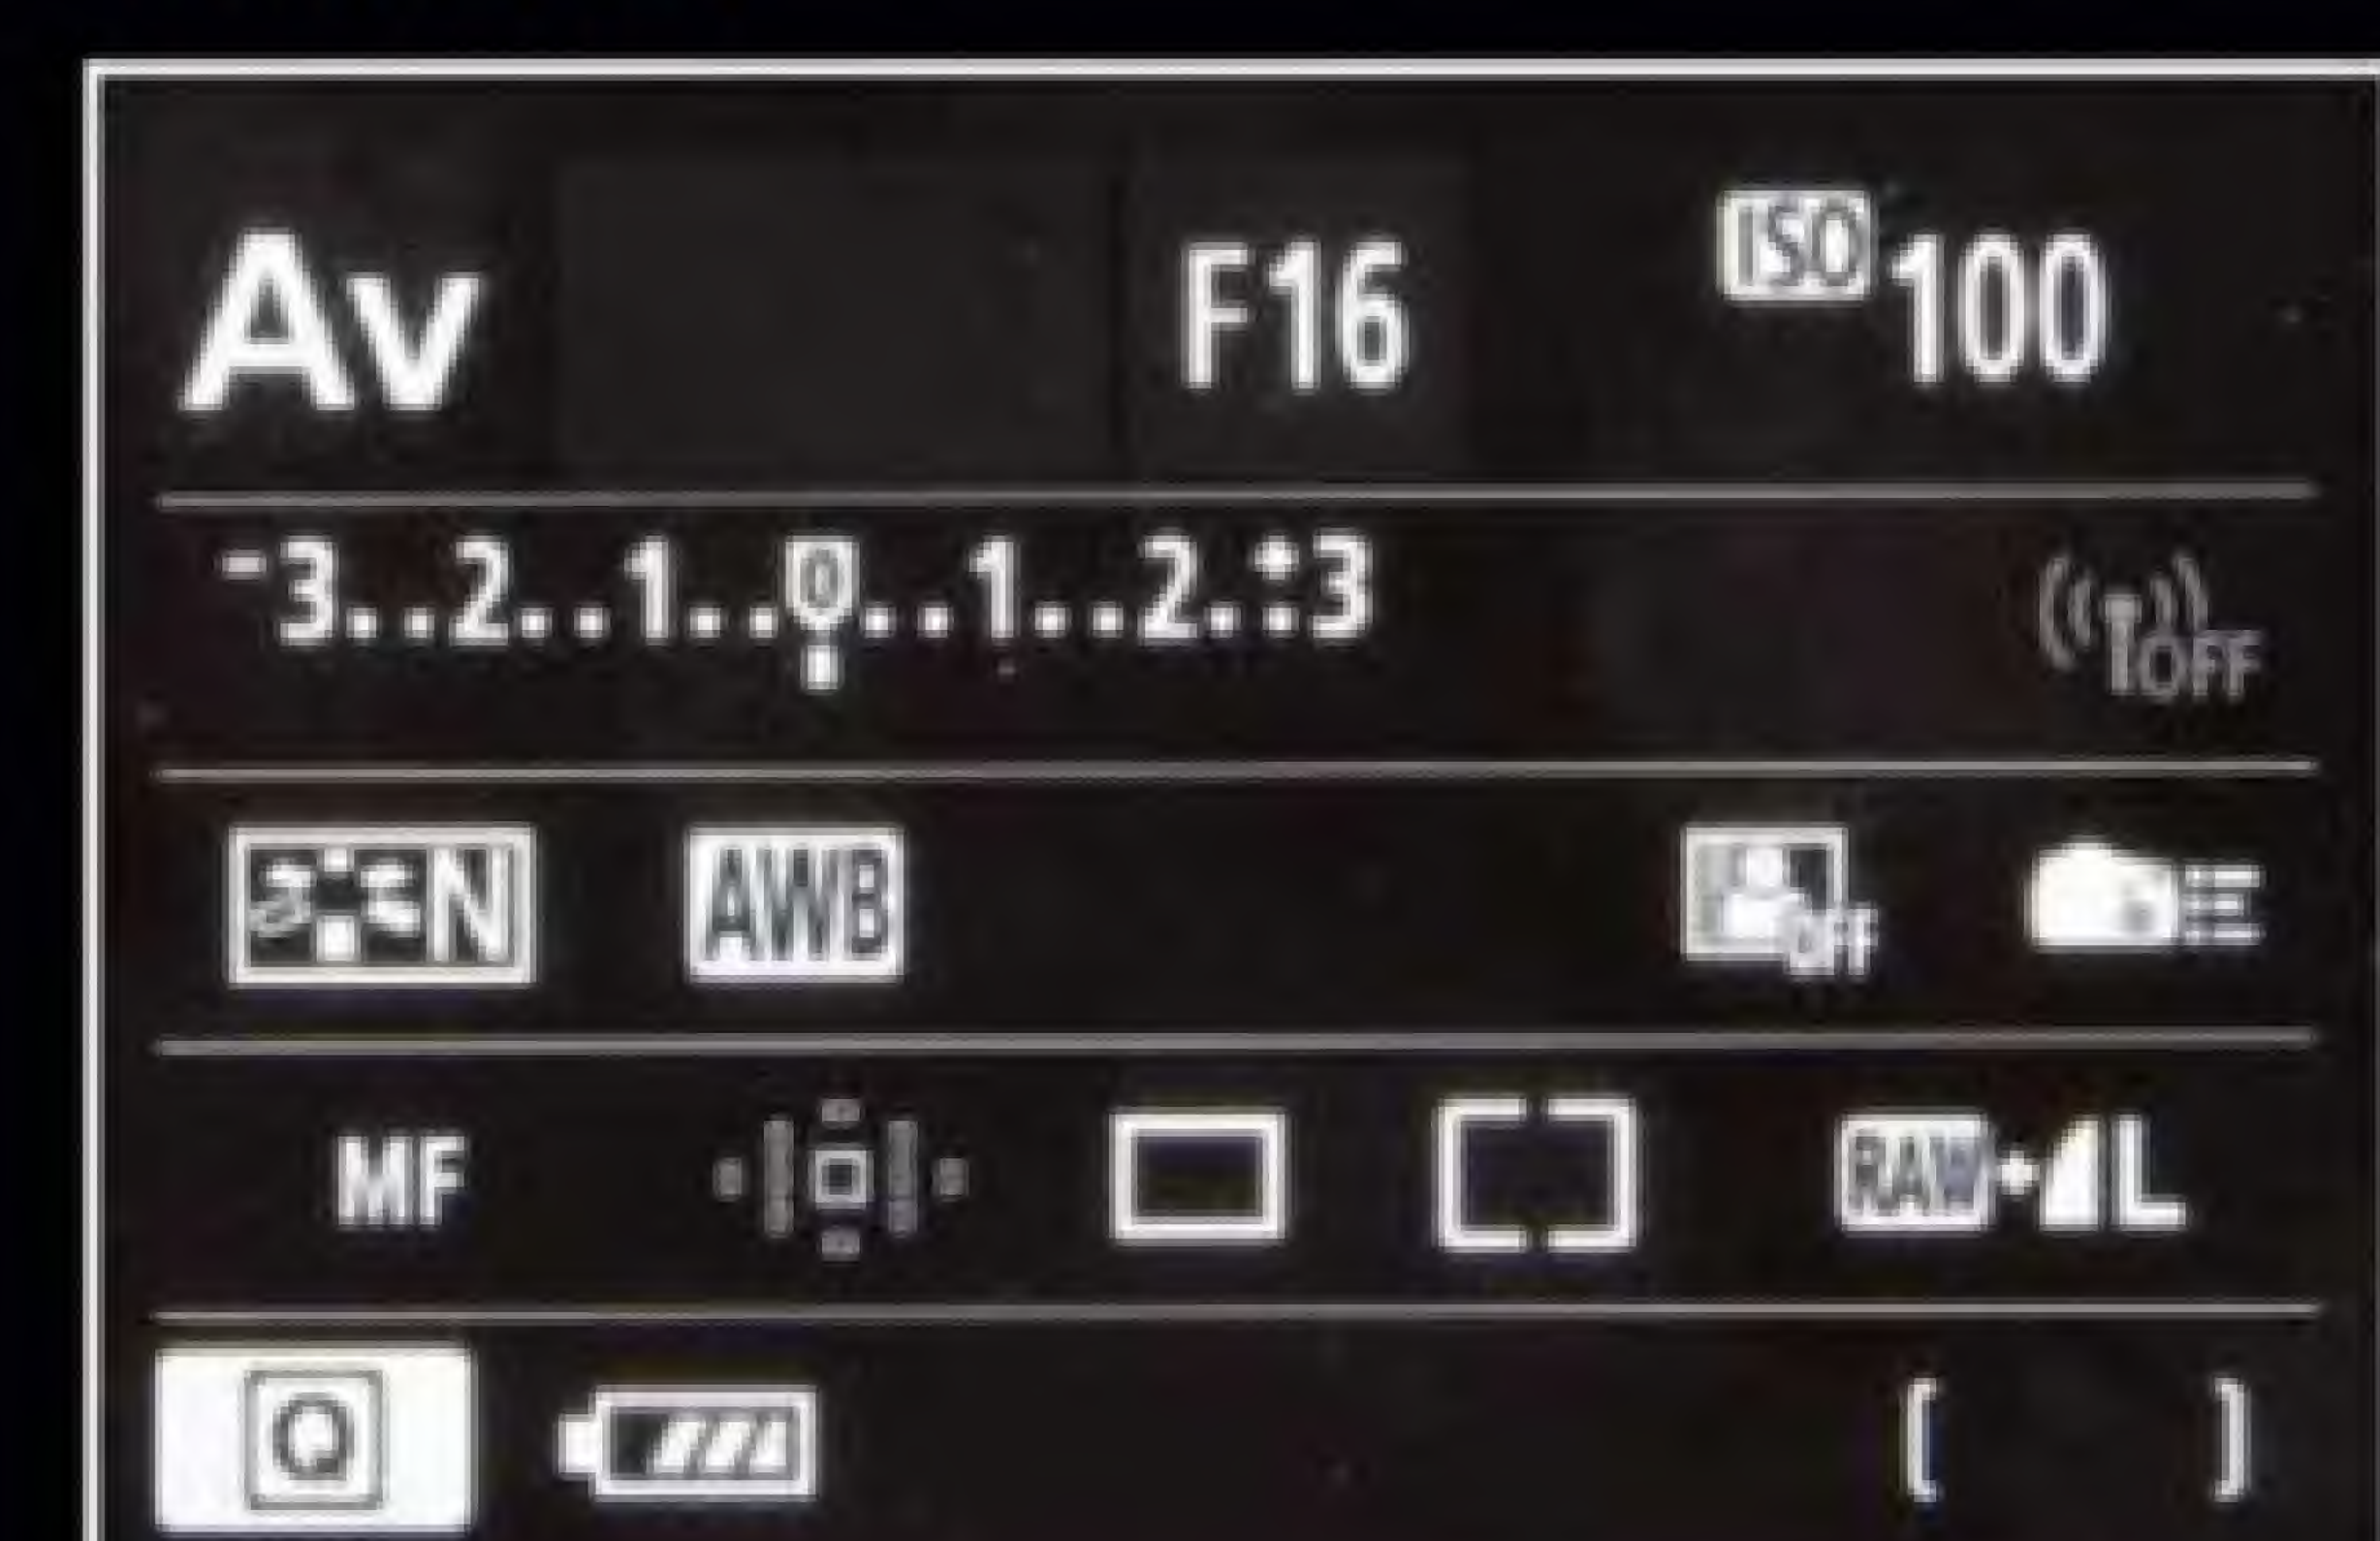 Av F16 ISO 100
-3..2..1..0..1..2..+3 OFF
N AWB OFF
MF RAW+L
Q [ ]